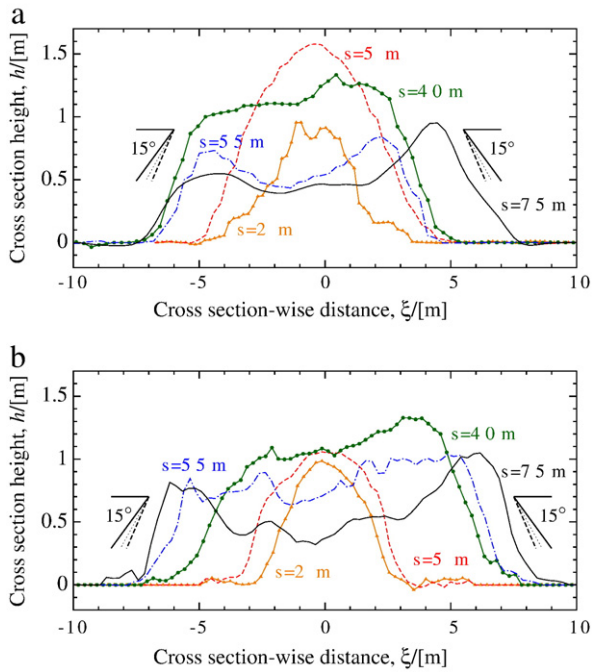 a
Cross section height, h/[m]
1.5
1
0.5
0
s=5 m
s=4 0 m
s=5 5 m
15°
15°
s=7 5 m
s=2 m
-10 -5 0 5 10
Cross section-wise distance, ξ/[m]
b
Cross section height, h/[m]
1.5
1
0.5
0
s=4 0 m
s=5 5 m
s=7 5 m
15°
15°
s=2 m
s=5 m
-10 -5 0 5 10
Cross section-wise distance, ξ/[m]